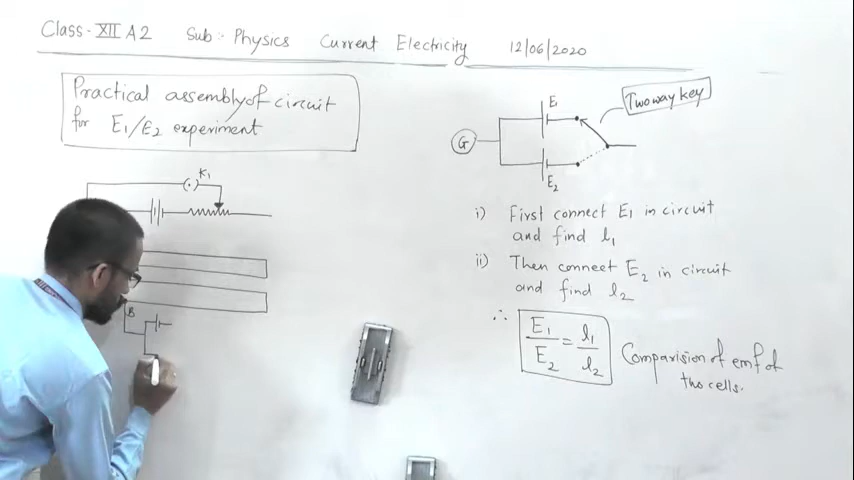 Class - XII A2 Sub :- Physics Current Electricity 12/06/2020
Practical assembly of circuit
for E1/E2 experiment
K1
B
E1
Two way key
G
E2
i) First connect E1 in circuit
and find l1
ii) Then connect E2 in circuit
and find l2
∴ E1/E2 = l1/l2
Comparision of emf of
two cells.